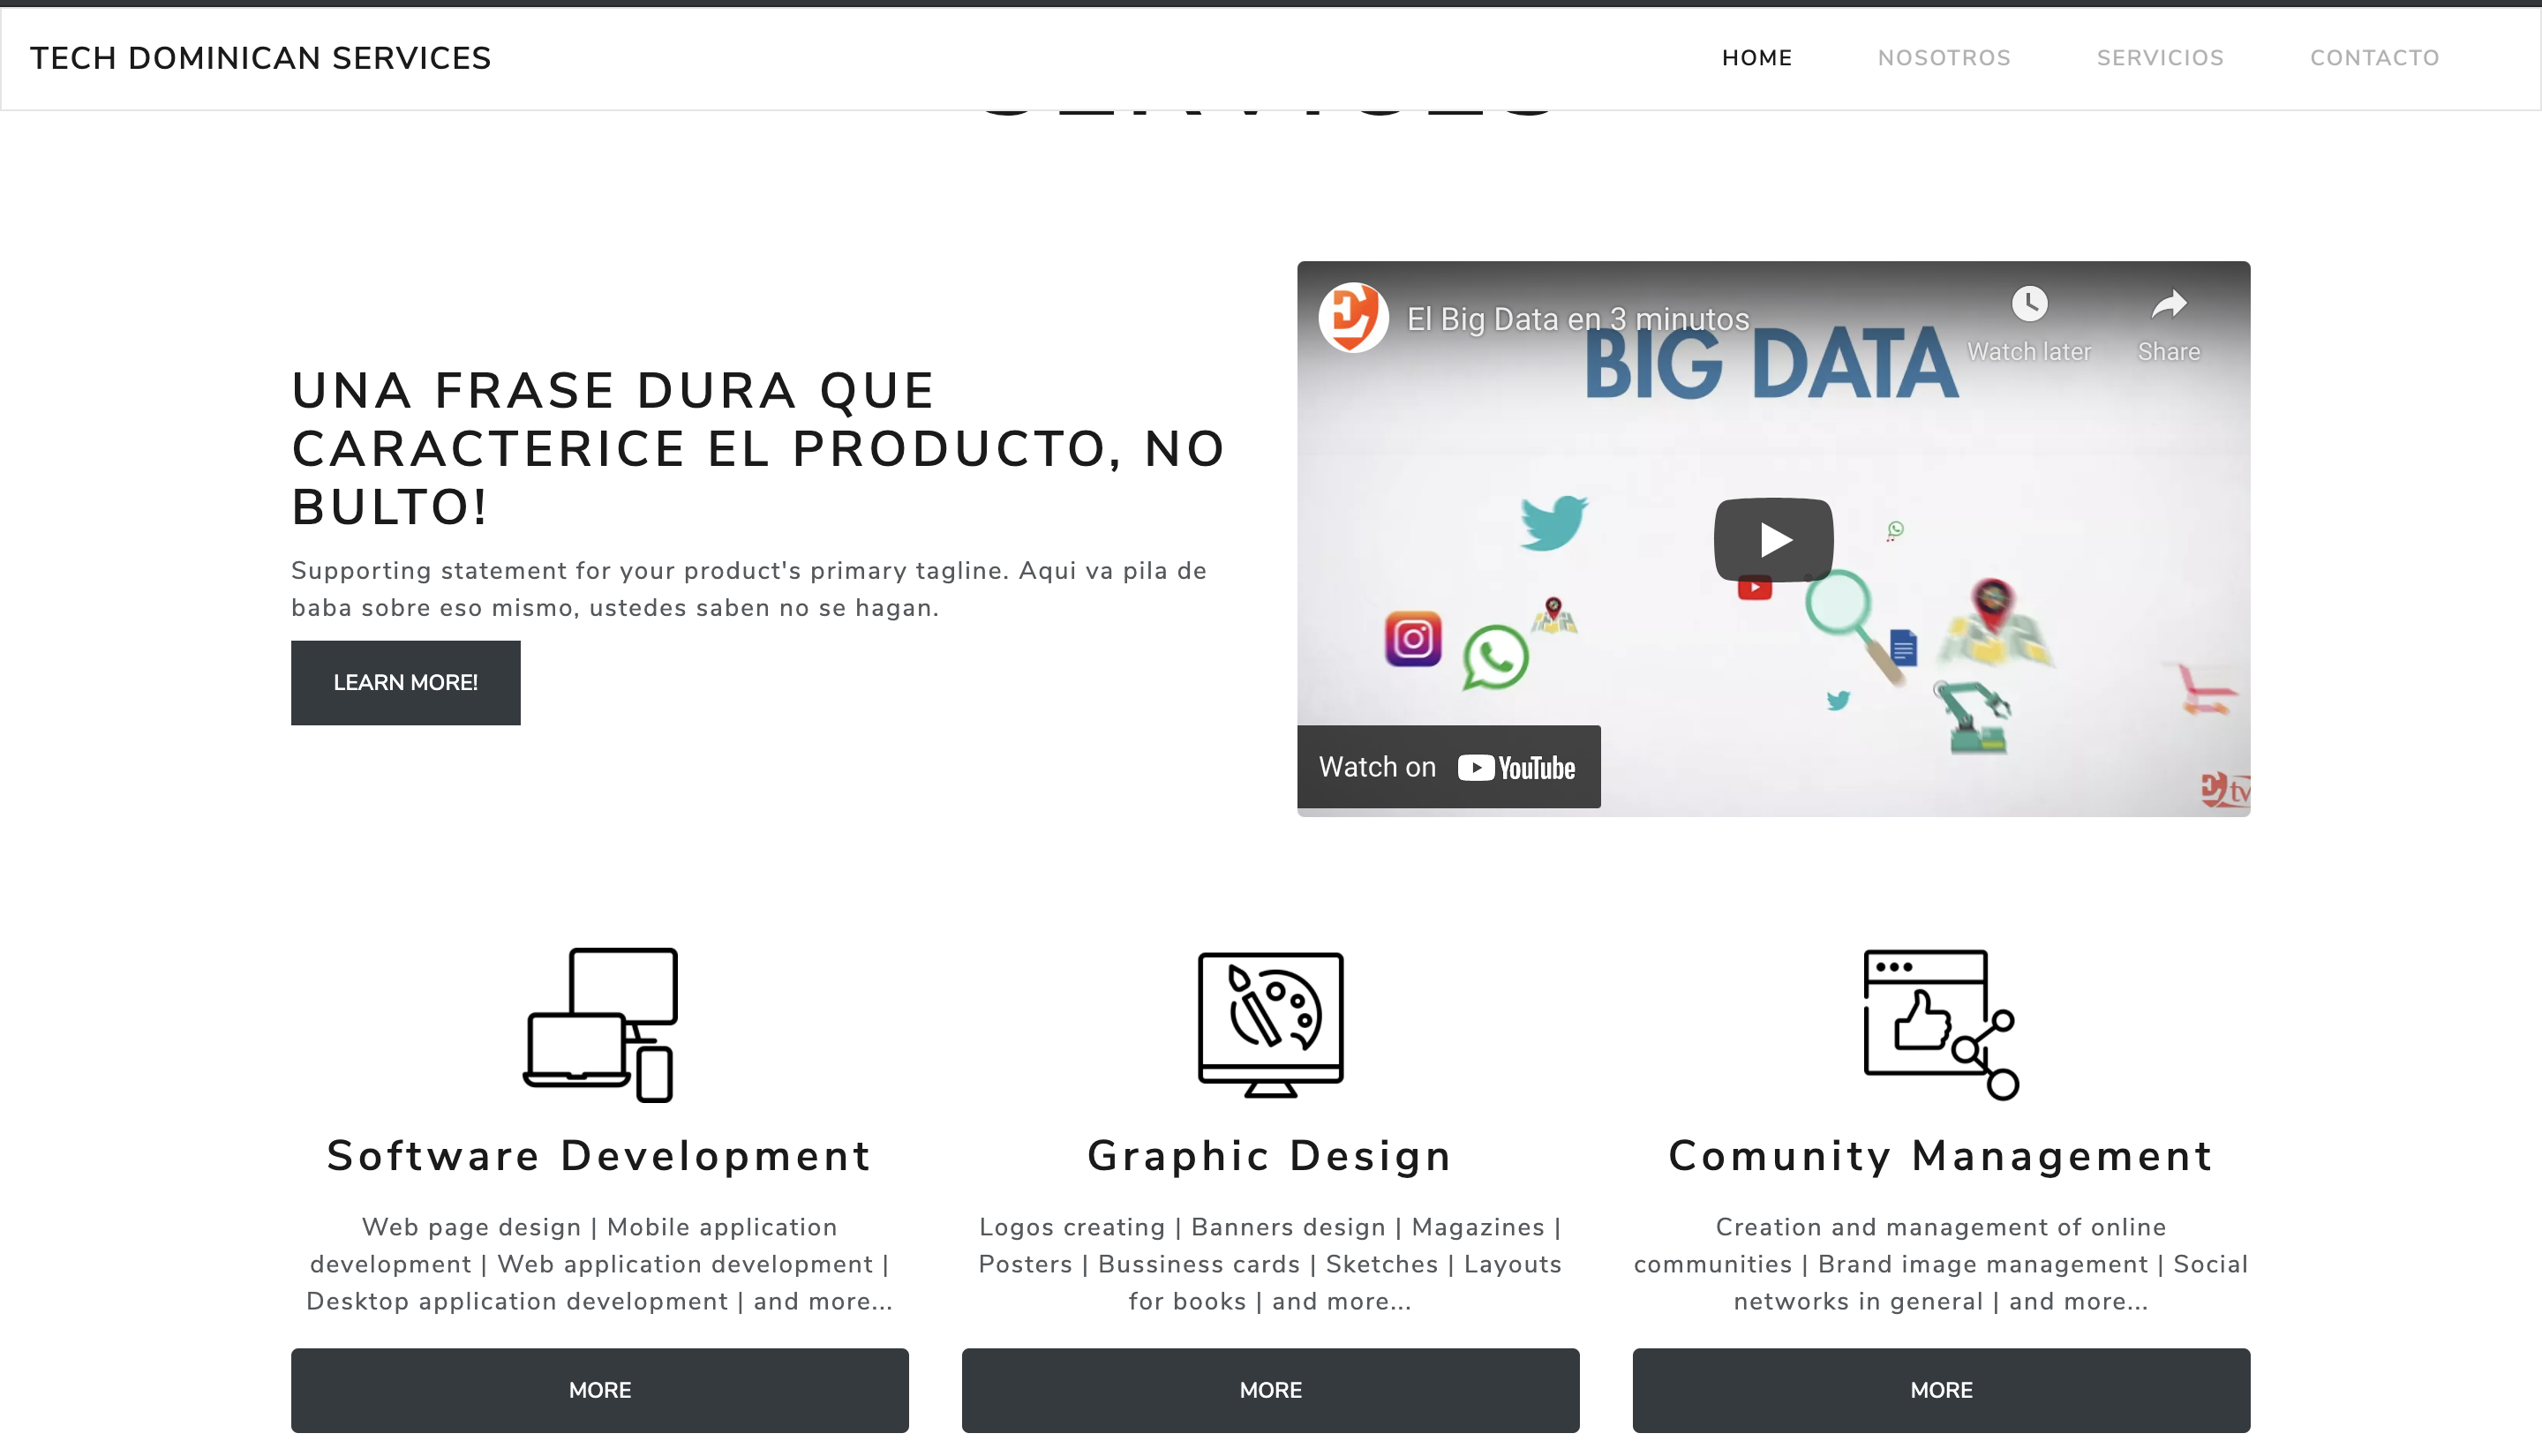 TECH DOMINICAN SERVICES
HOME
NOSOTROS
SERVICIOS
CONTACTO
El Big Data en 3 minutos
BIG DATA
Watch later
Share
UNA FRASE DURA QUE
CARACTERICE EL PRODUCTO, NO
BULTO!
Supporting statement for your product's primary tagline. Aqui va pila de
baba sobre eso mismo, ustedes saben no se hagan.
LEARN MORE!
Watch on YouTube
tv
Software Development
Web page design | Mobile application
development | Web application development |
Desktop application development | and more...
MORE
Graphic Design
Logos creating | Banners design | Magazines |
Posters | Bussiness cards | Sketches | Layouts
for books | and more...
MORE
Comunity Management
Creation and management of online
communities | Brand image management | Social
networks in general | and more...
MORE